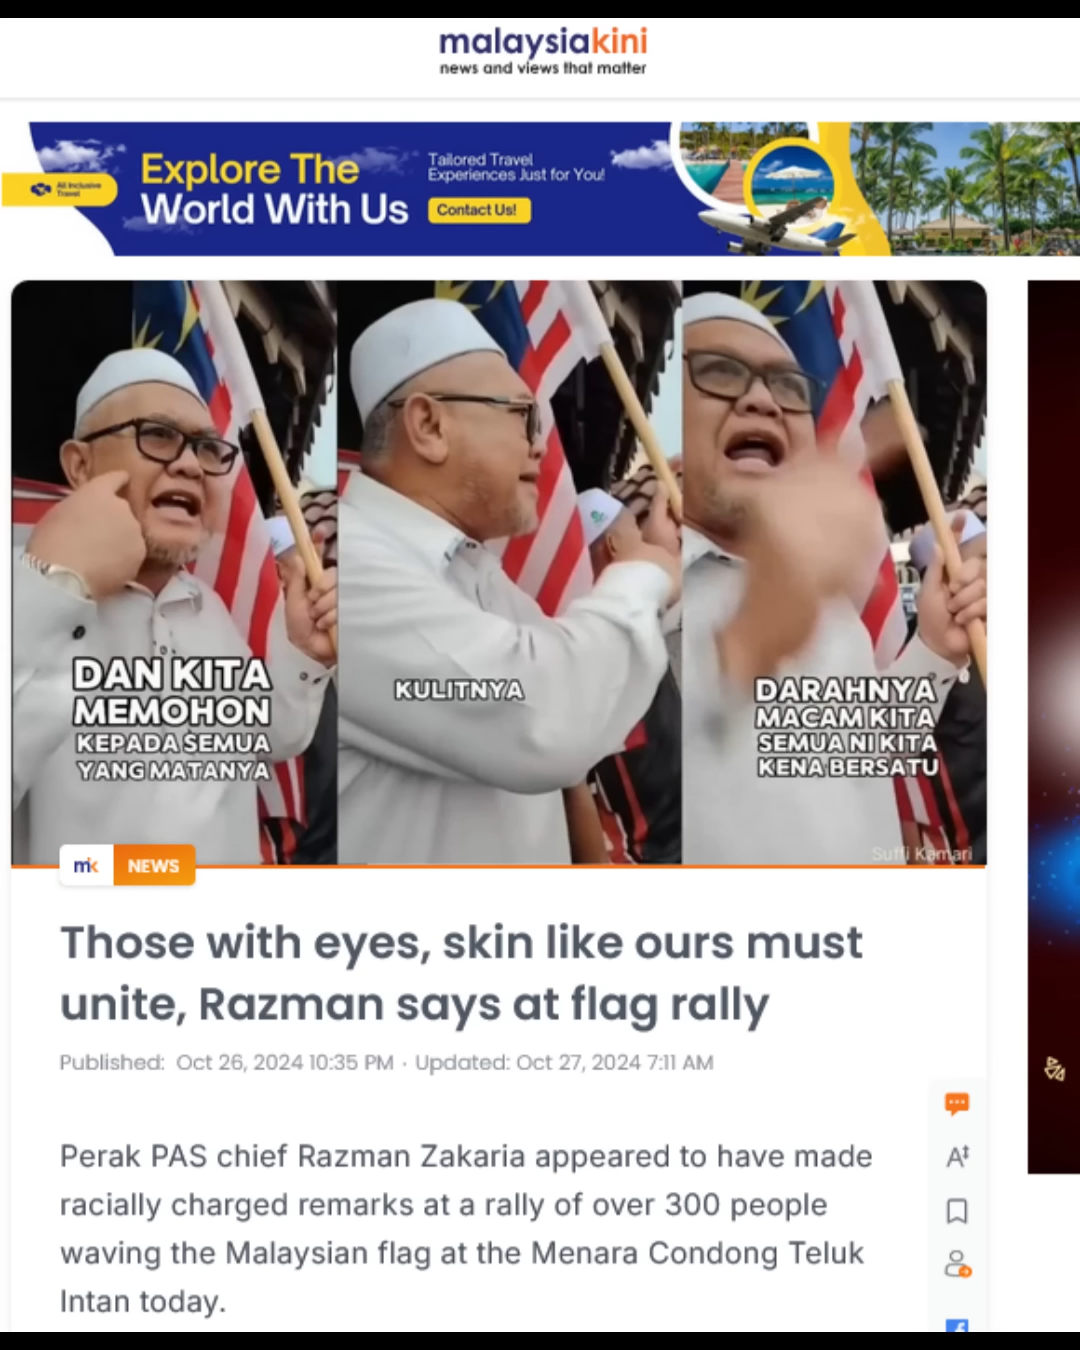 malaysiakini
news and views that matter
All Inclusive
Travel
Explore The
World With Us
Tailored Travel
Experiences Just for You!
Contact Us!
DAN KITA
MEMOHON
KEPADA SEMUA
YANG MATANYA
KULITNYA
DARAHNYA
MACAM KITA
SEMUA NI KITA
KENA BERSATU
Suffi Kamari
mk NEWS
Those with eyes, skin like ours must
unite, Razman says at flag rally
Published: Oct 26, 2024 10:35 PM · Updated: Oct 27, 2024 7:11 AM
Perak PAS chief Razman Zakaria appeared to have made
racially charged remarks at a rally of over 300 people
waving the Malaysian flag at the Menara Condong Teluk
Intan today.
A
f